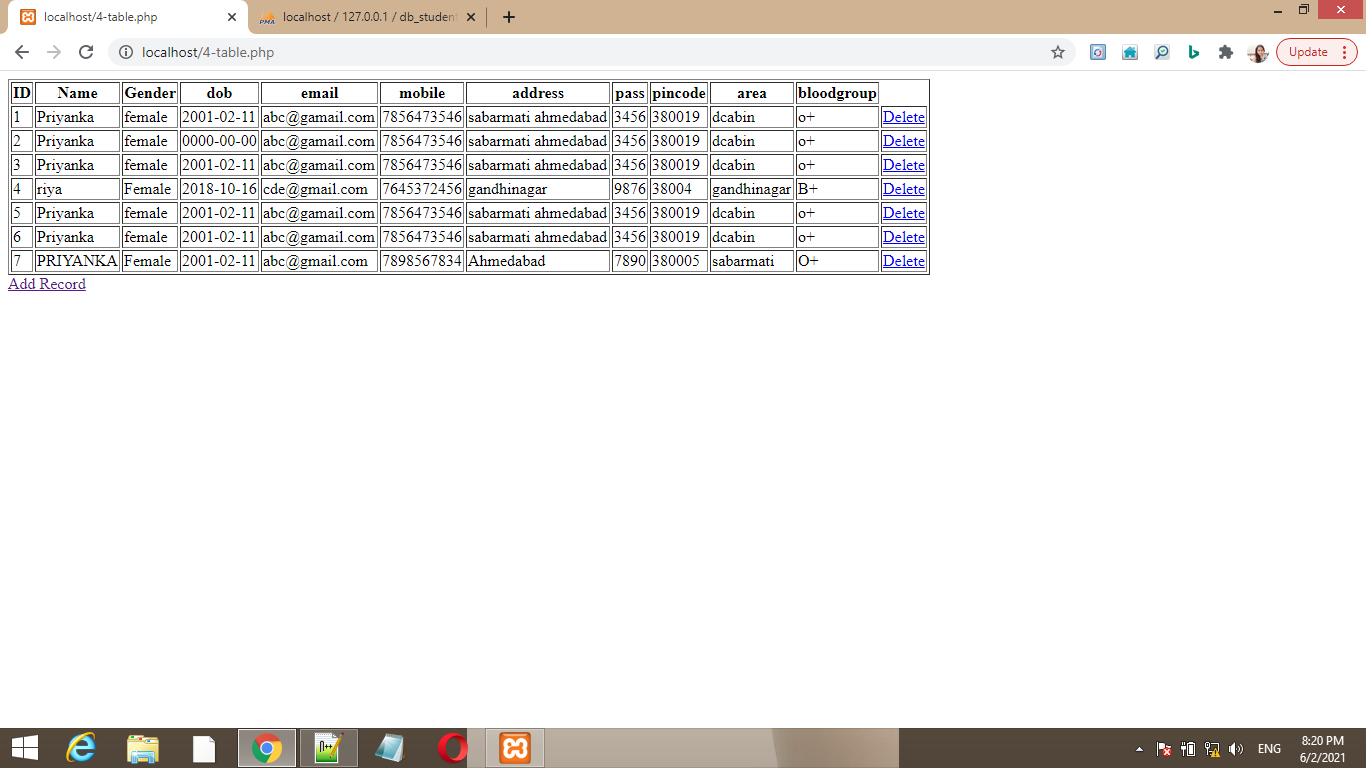 localhost/4-table.php
localhost / 127.0.0.1 / db_student
localhost/4-table.php
Update
ID Name Gender dob email mobile address pass pincode area bloodgroup
1 Priyanka female 2001-02-11 abc@gamail.com 7856473546 sabarmati ahmedabad 3456 380019 dcabin o+ Delete
2 Priyanka female 0000-00-00 abc@gamail.com 7856473546 sabarmati ahmedabad 3456 380019 dcabin o+ Delete
3 Priyanka female 2001-02-11 abc@gamail.com 7856473546 sabarmati ahmedabad 3456 380019 dcabin o+ Delete
4 riya Female 2018-10-16 cde@gmail.com 7645372456 gandhinagar 9876 38004 gandhinagar B+ Delete
5 Priyanka female 2001-02-11 abc@gamail.com 7856473546 sabarmati ahmedabad 3456 380019 dcabin o+ Delete
6 Priyanka female 2001-02-11 abc@gamail.com 7856473546 sabarmati ahmedabad 3456 380019 dcabin o+ Delete
7 PRIYANKA Female 2001-02-11 abc@gmail.com 7898567834 Ahmedabad 7890 380005 sabarmati O+ Delete
Add Record
ENG
8:20 PM
6/2/2021